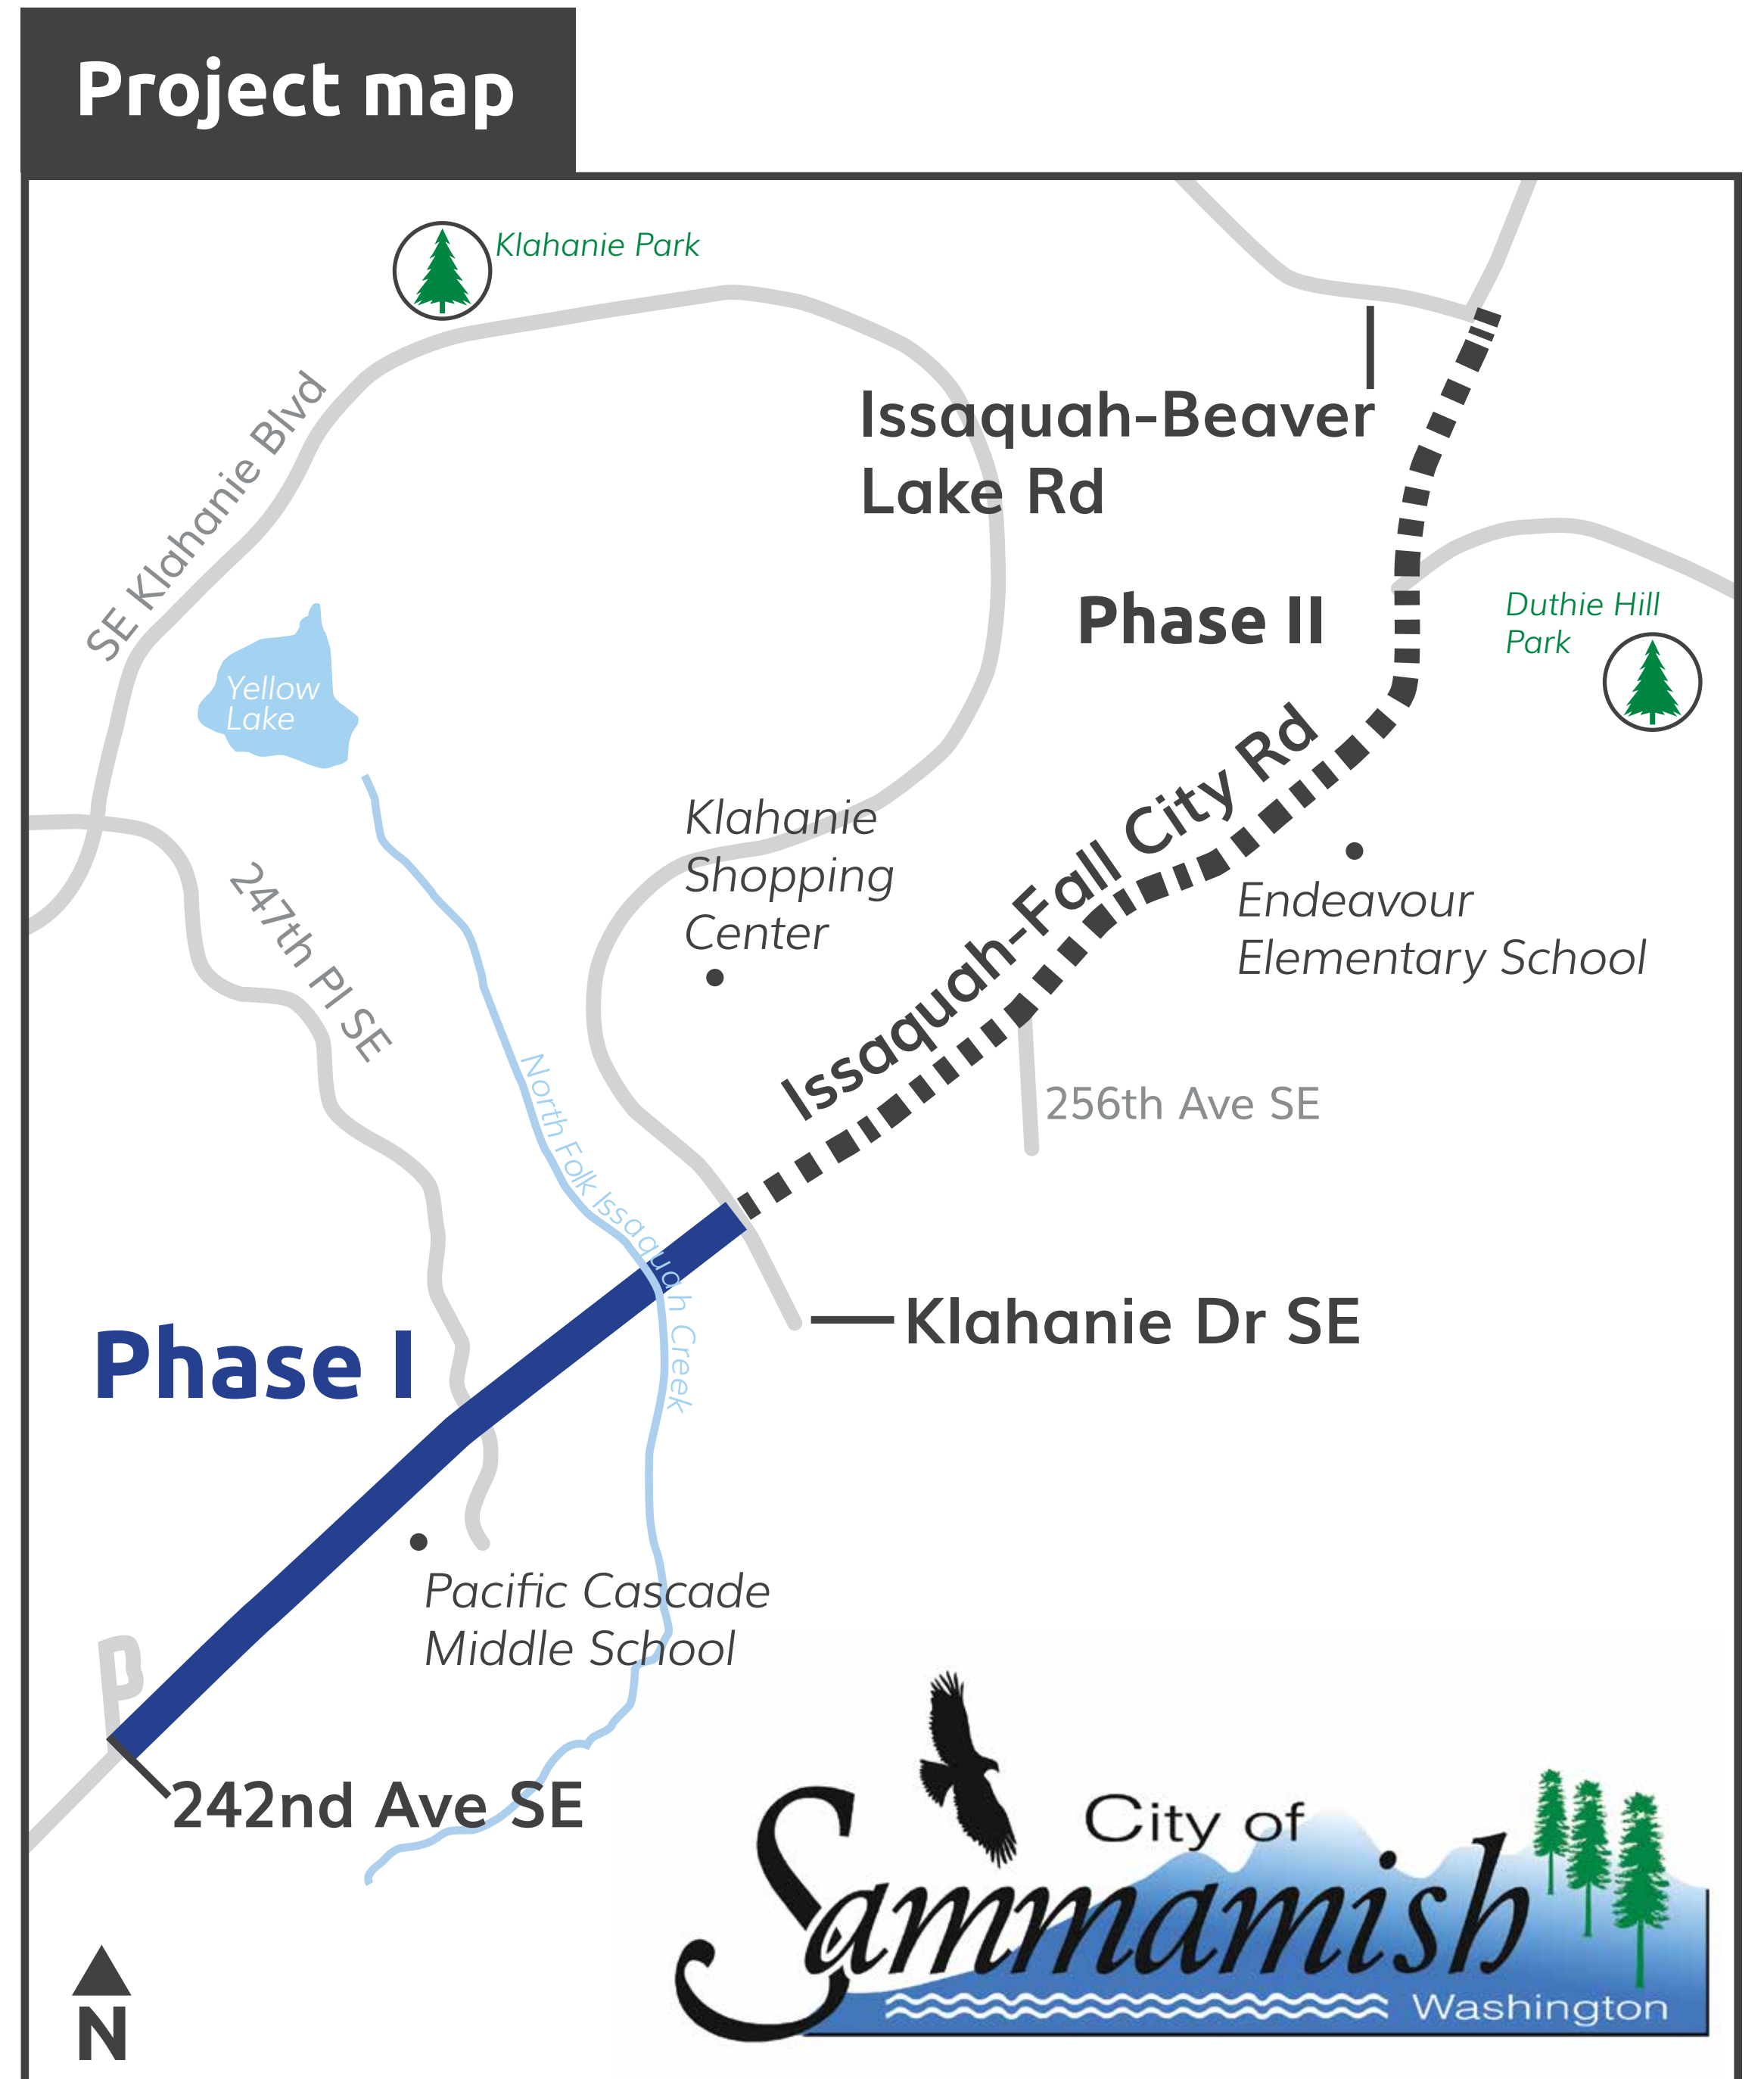 Project map
Klahanie Park
SE Klahanie Blvd
Issaquah-Beaver
Lake Rd
Phase II
Duthie Hill
Park
Yellow
Lake
Issaquah-Fall City Rd
Klahanie
Shopping
Center
247th Pl SE
Endeavour
Elementary School
North Folk Issaquah Creek
256th Ave SE
Klahanie Dr SE
Phase I
Pacific Cascade
Middle School
242nd Ave SE
City of
Sammamish
Washington
N